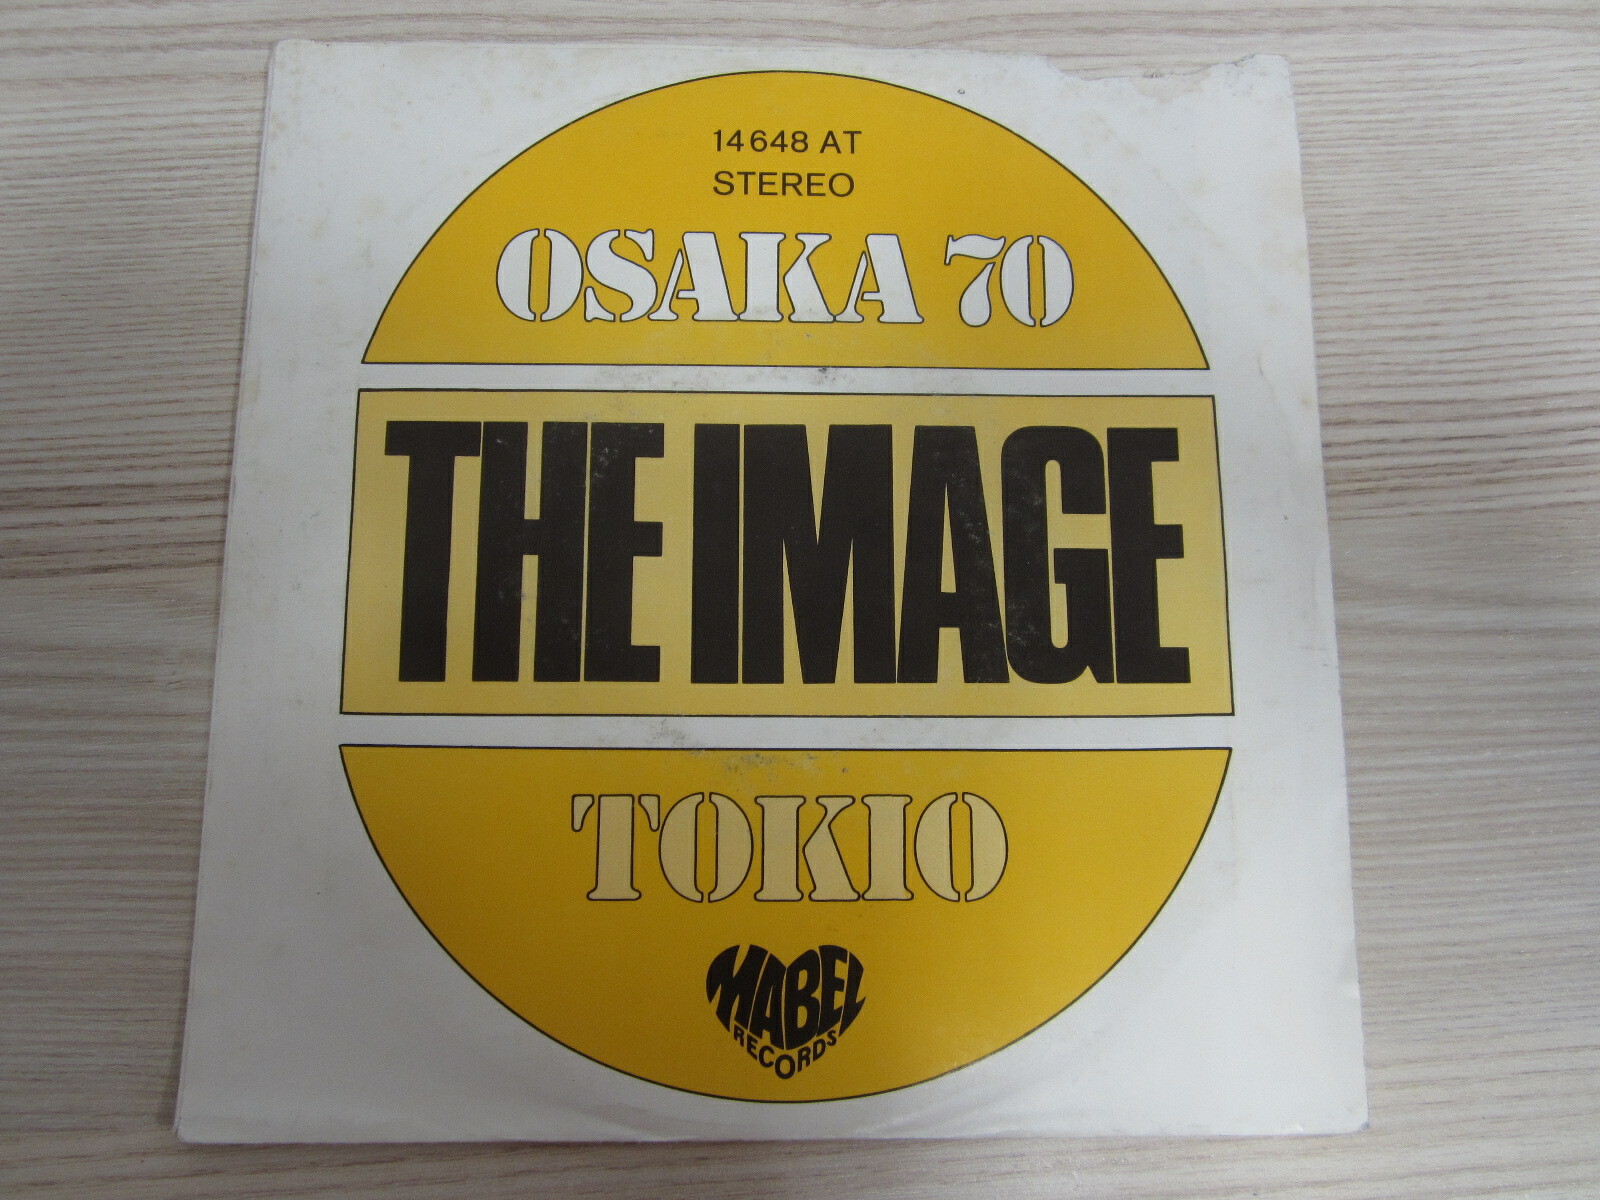 14648 AT
STEREO
OSAKA 70
THE IMAGE
TOKIO
MABEL
RECORDS